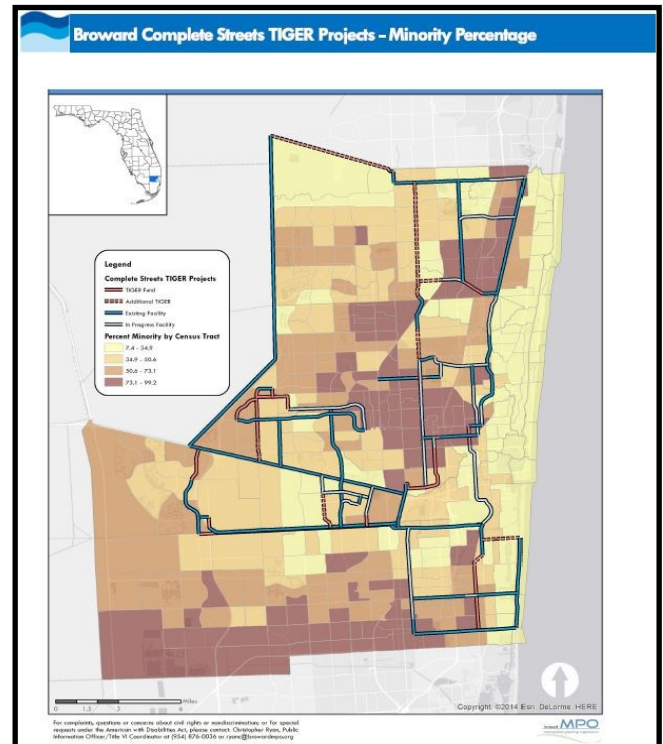 Broward Complete Streets TIGER Projects – Minority Percentage
Legend
Complete Streets TIGER Projects
TIGER Fund
Additional TIGER
Existing Facility
In Progress Facility
Percent Minority by Census Tract
7.4 - 34.9
34.9 - 50.6
50.6 - 73.1
73.1 - 99.2
0 1.5 3 6 Miles
Copyright: ©2014 Esri, DeLorme, HERE
For complaints, questions or concerns about civil rights or nondiscrimination; or for special
requests under the American with Disabilities Act, please contact: Christopher Ryan, Public
Information Officer/Title VI Coordinator at (954) 876-0036 or ryanc@browardmpo.org
MPO